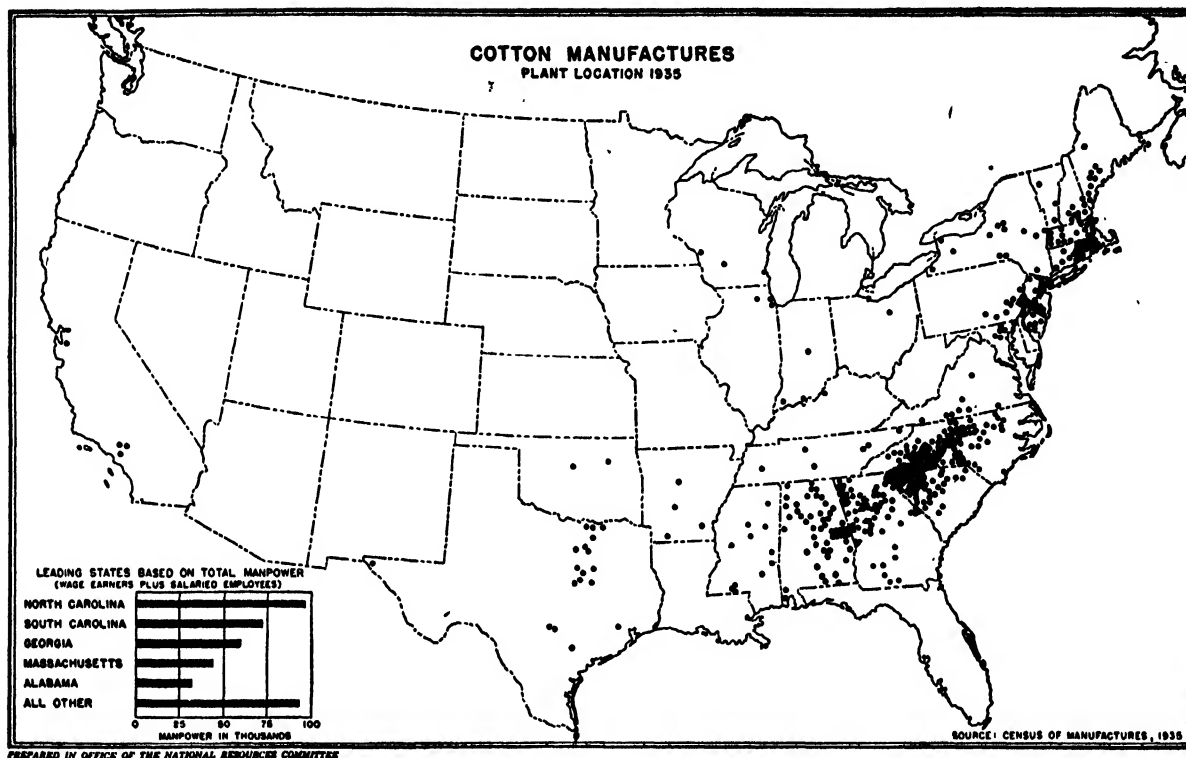 COTTON MANUFACTURES
PLANT LOCATION 1935
LEADING STATES BASED ON TOTAL MANPOWER
(WAGE EARNERS PLUS SALARIED EMPLOYEES)
NORTH CAROLINA
SOUTH CAROLINA
GEORGIA
MASSACHUSETTS
ALABAMA
ALL OTHER
0 25 50 75 100
MANPOWER IN THOUSANDS
SOURCE: CENSUS OF MANUFACTURES, 1935
PREPARED IN OFFICE OF THE NATIONAL RESOURCES COMMITTEE